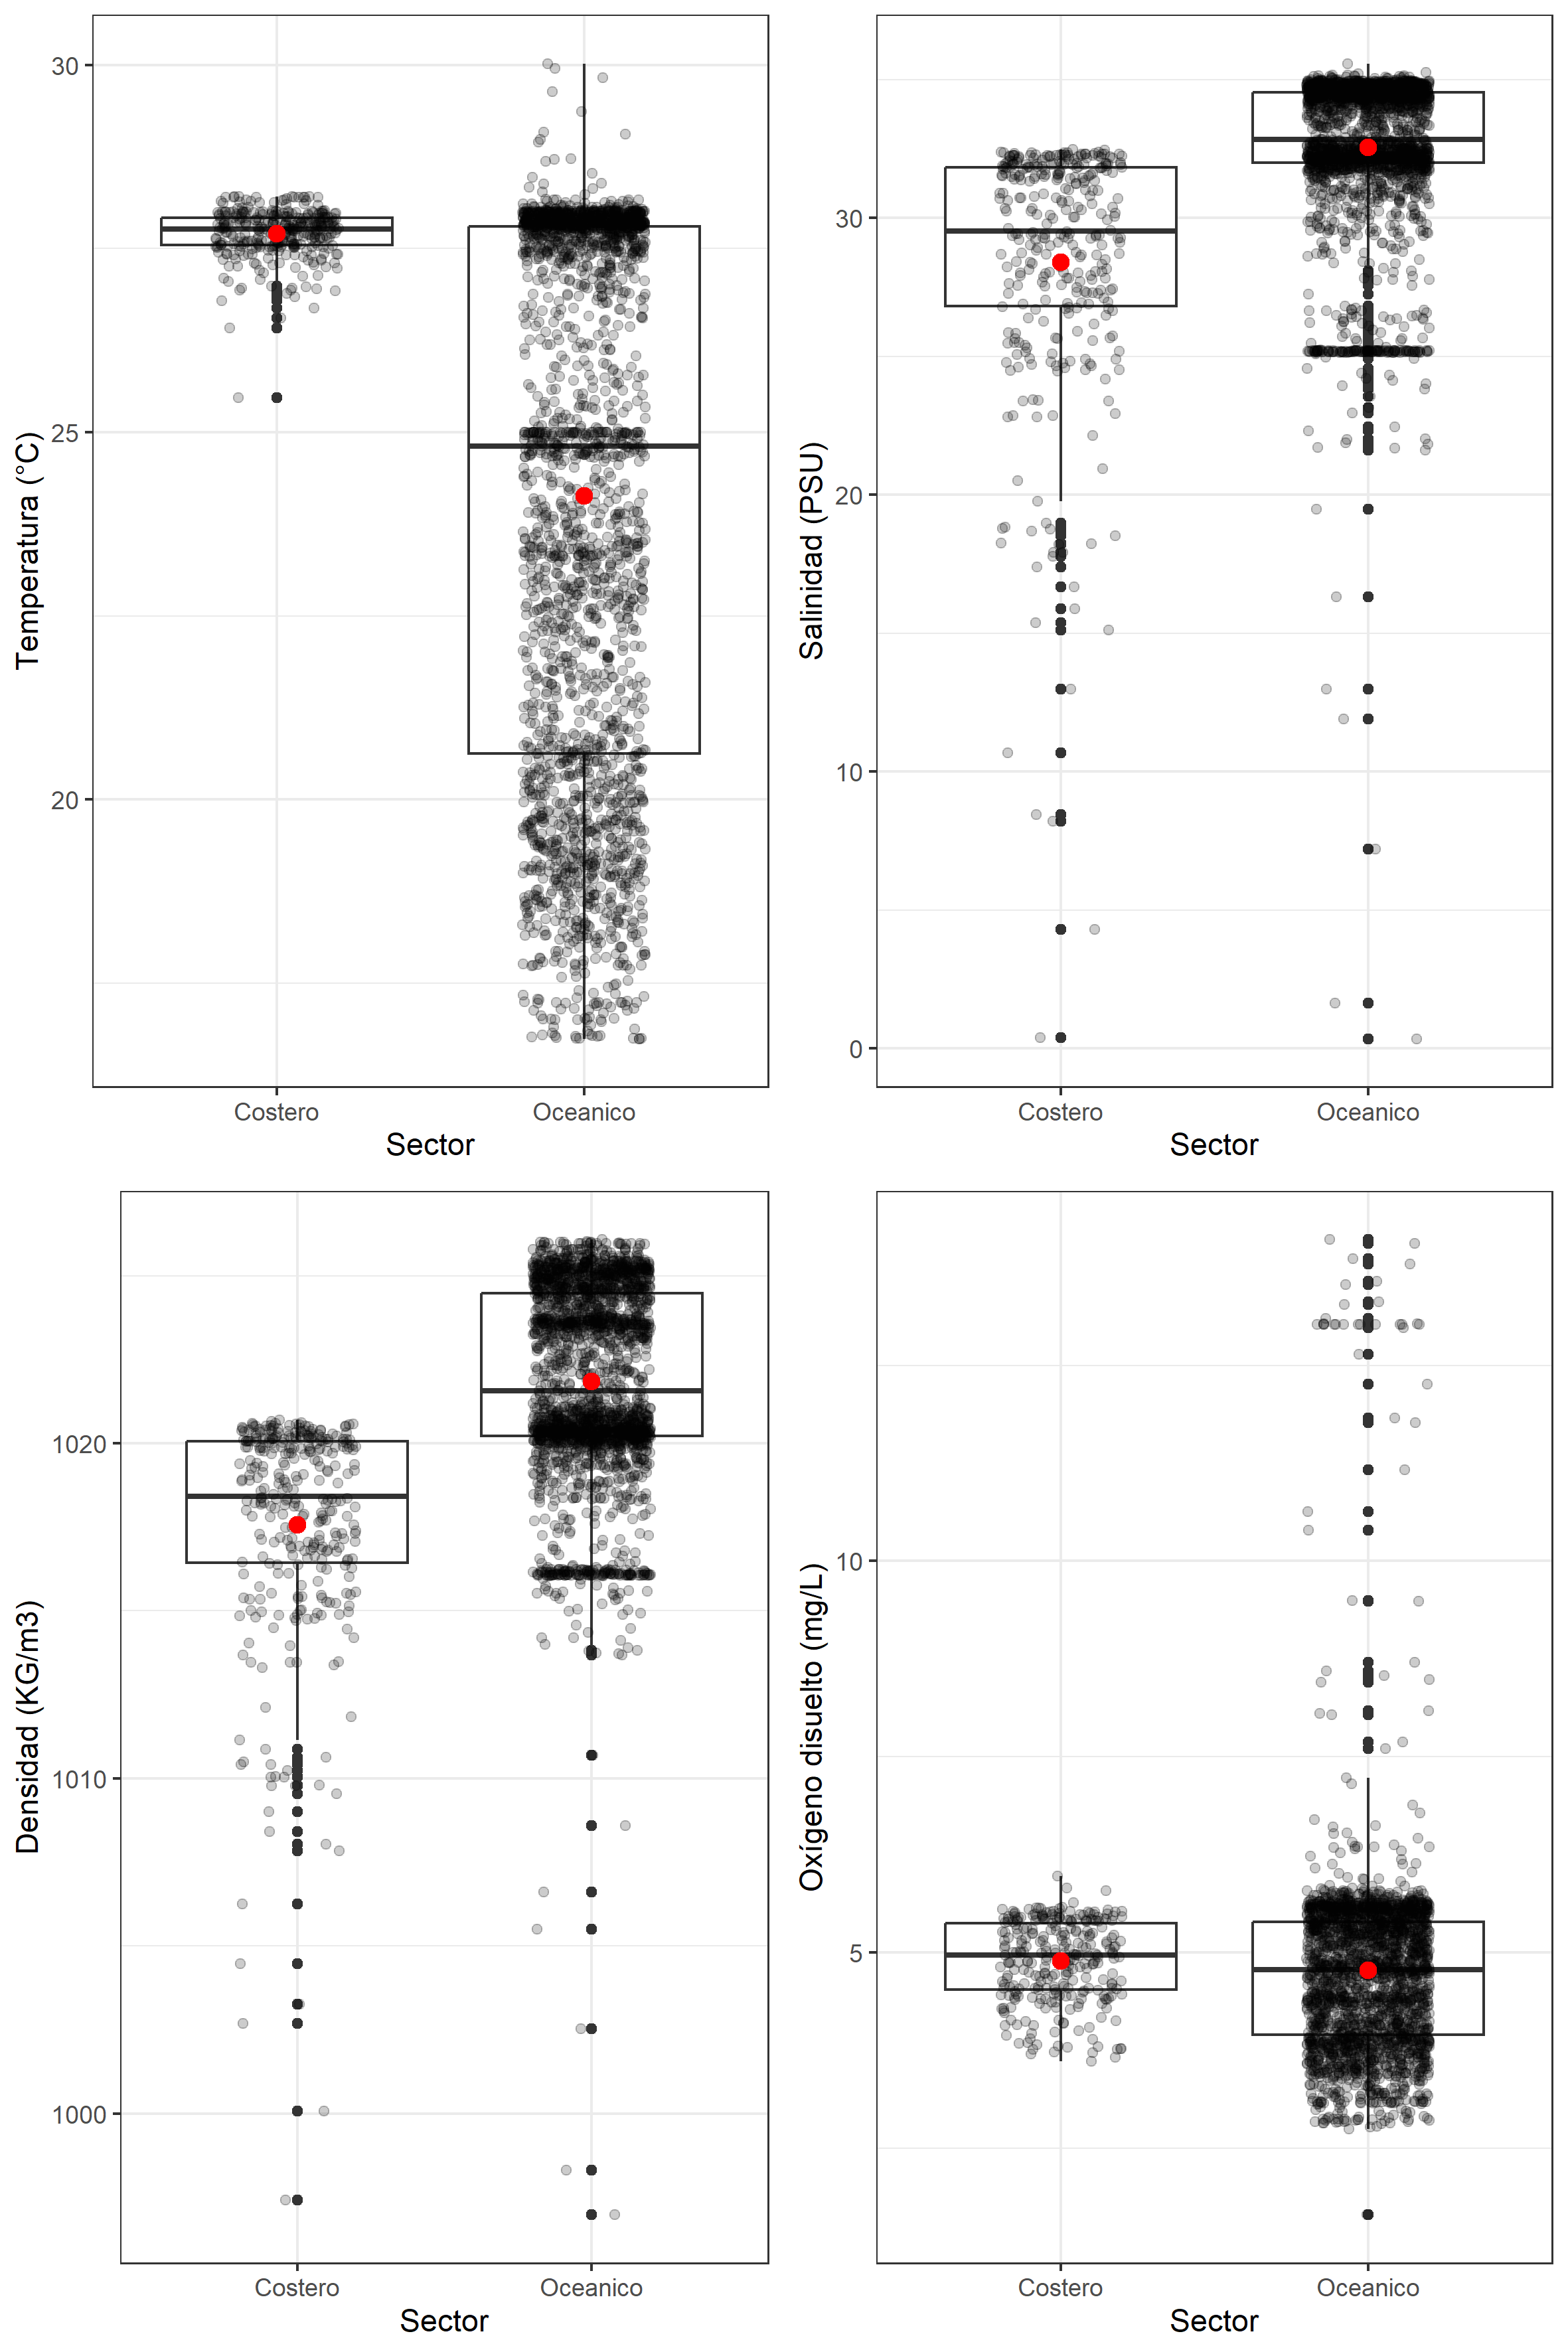 Temperatura (°C)
30
25
20
Costero Oceanico
Sector
Salinidad (PSU)
30
20
10
0
Costero Oceanico
Sector
Densidad (KG/m3)
1020
1010
1000
Costero Oceanico
Sector
Oxígeno disuelto (mg/L)
10
5
Costero Oceanico
Sector